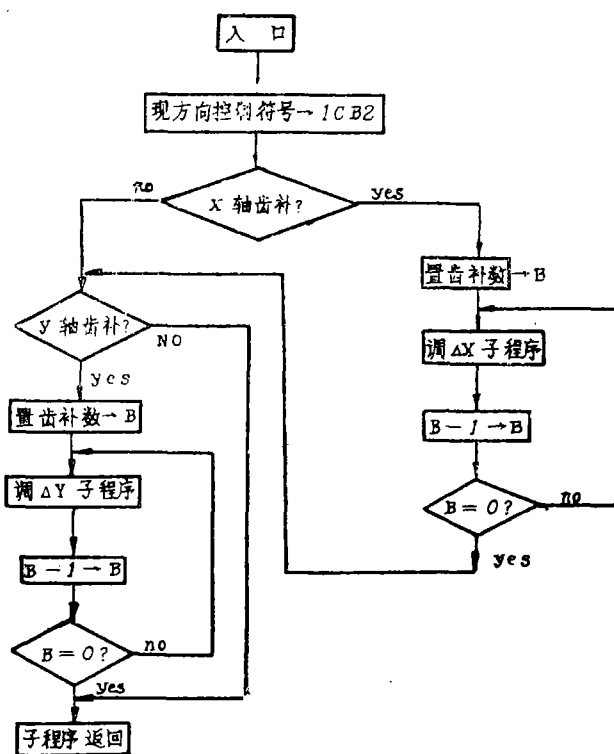 入 口
现方向控制符号→1CB2
X 轴齿补?
no
yes
置齿补数→B
调 ΔX 子程序
B-1→B
B=0?
no
yes
y 轴齿补?
NO
yes
置齿补数→B
调 ΔY 子程序
B-1→B
B=0?
no
yes
子程序返回